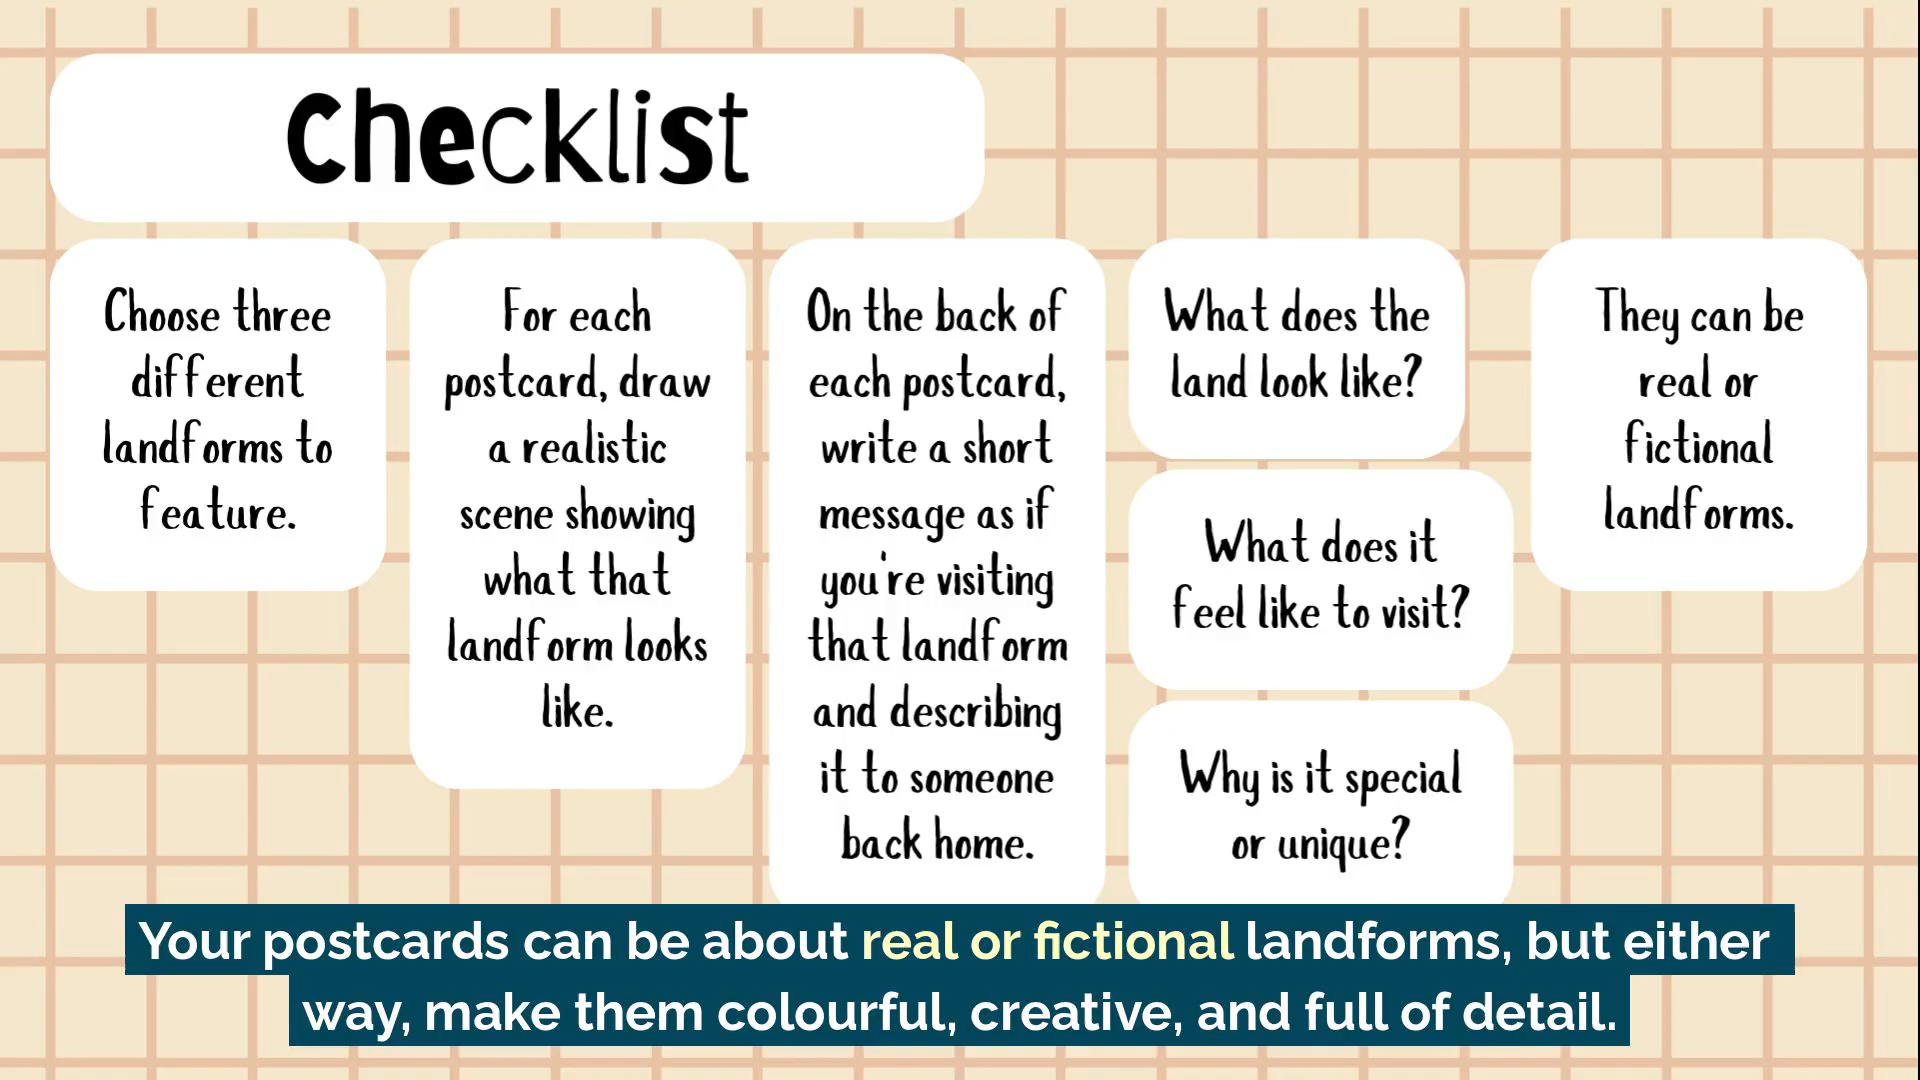 Checklist
Choose three
different
landforms to
feature.
For each
postcard, draw
a realistic
scene showing
what that
landform looks
like.
On the back of
each postcard,
write a short
message as if
you're visiting
that landform
and describing
it to someone
back home.
What does the
land look like?
What does it
feel like to visit?
Why is it special
or unique?
They can be
real or
fictional
landforms.
Your postcards can be about real or fictional landforms, but either
way, make them colourful, creative, and full of detail.